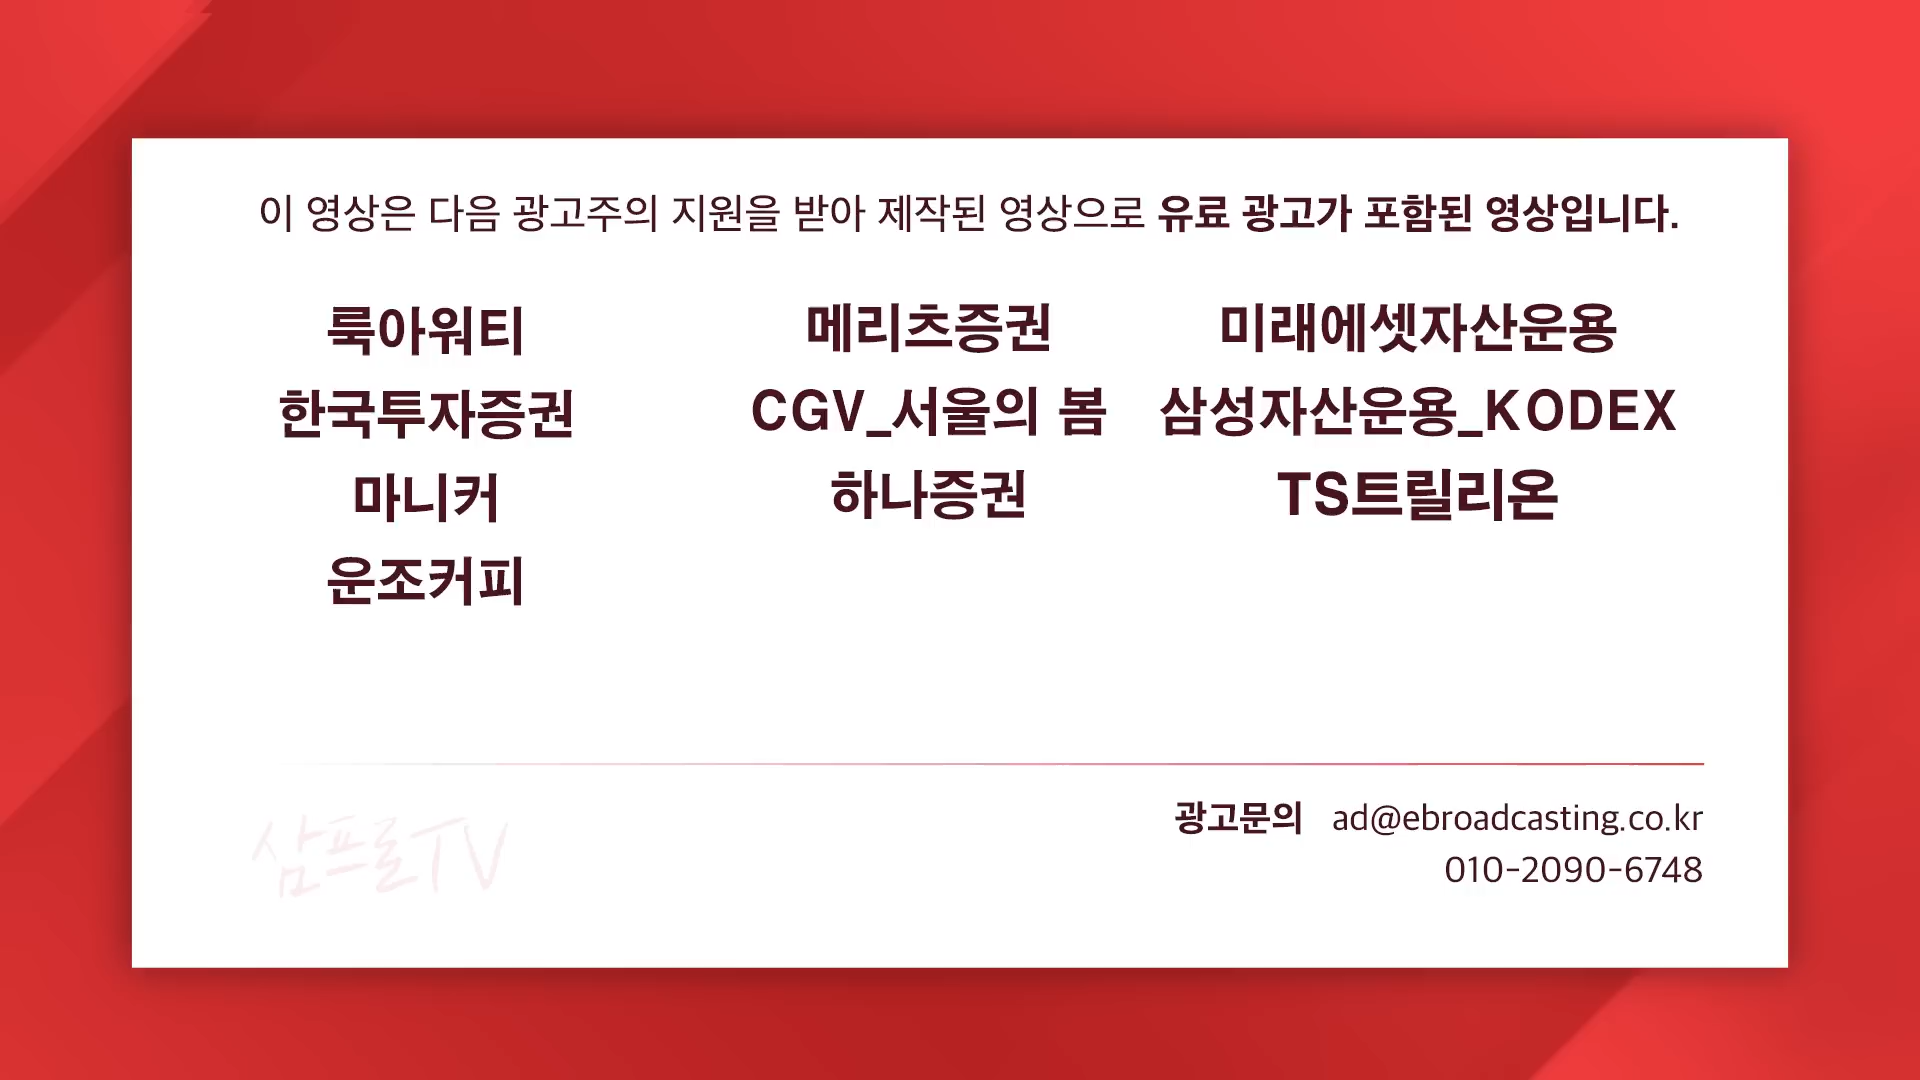 이 영상은 다음 광고주의 지원을 받아 제작된 영상으로 유료 광고가 포함된 영상입니다.
룩아워티 메리츠증권 미래에셋자산운용
한국투자증권 CGV_서울의 봄 삼성자산운용_KODEX
마니커 하나증권 TS트릴리온
운조커피
삼프로TV
광고문의 ad@ebroadcasting.co.kr
010-2090-6748